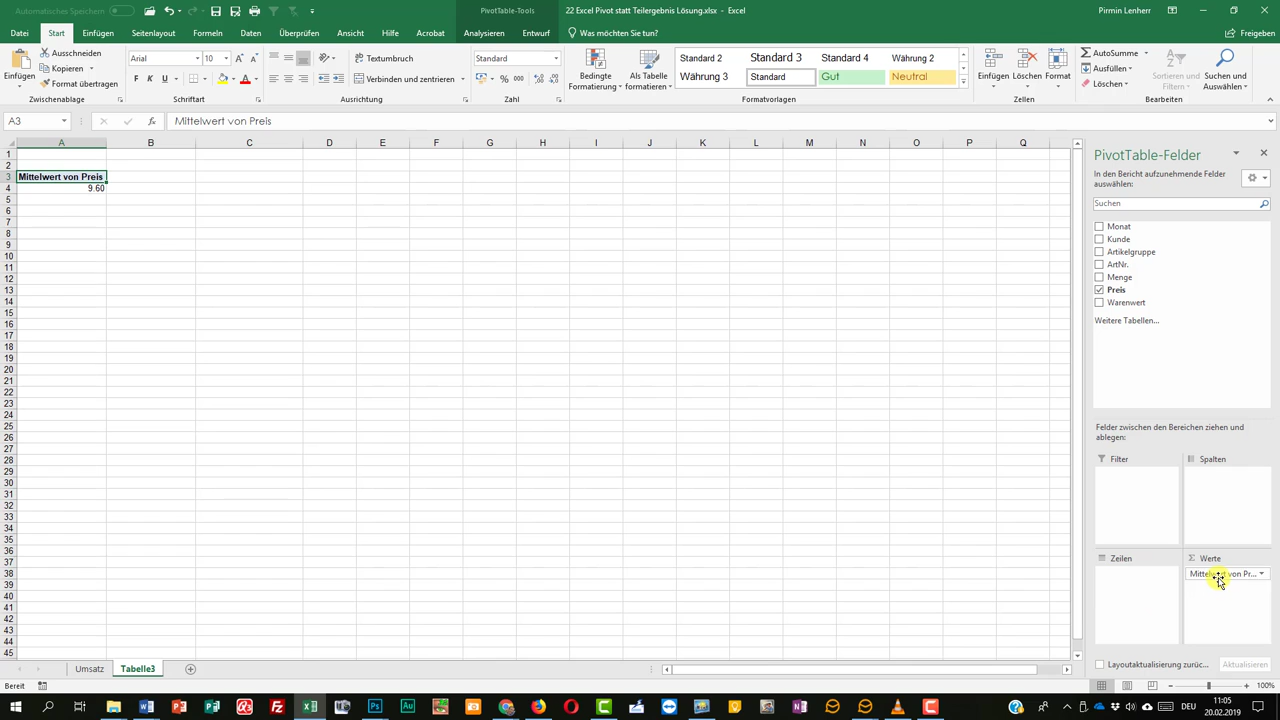 Automatisches Speichern
PivotTable-Tools
22 Excel Pivot statt Teilergebnis Lösung.xlsx - Excel
Pirmin Lenherr
Datei Start Einfügen Seitenlayout Formeln Daten Überprüfen Ansicht Hilfe Acrobat Analysieren Entwurf Was möchten Sie tun? Freigeben
Einfügen
Ausschneiden
Kopieren
Format übertragen
Zwischenablage
Arial 10
F K U
Schriftart
Textumbruch
Verbinden und zentrieren
Ausrichtung
Standard
% 000
Zahl
Bedingte Formatierung
Als Tabelle formatieren
Standard 2 Standard 3 Standard 4 Währung 2
Währung 3 Standard Gut Neutral
Formatvorlagen
Einfügen Löschen Format
Zellen
AutoSumme
Ausfüllen
Löschen
Sortieren und Filtern
Suchen und Auswählen
Bearbeiten
A3 fx Mittelwert von Preis
A B C D E F G H I J K L M N O P Q
1
2
3 Mittelwert von Preis
4 9.60
5
6
7
8
9
10
11
12
13
14
15
16
17
18
19
20
21
22
23
24
25
26
27
28
29
30
31
32
33
34
35
36
37
38
39
40
41
42
43
44
45
PivotTable-Felder
In den Bericht aufzunehmende Felder
auswählen:
Suchen
Monat
Kunde
Artikelgruppe
ArtNr.
Menge
Preis
Warenwert
Weitere Tabellen...
Felder zwischen den Bereichen ziehen und
ablegen:
Filter Spalten
Zeilen Σ Werte
Mittelwert von Pr...
Layoutaktualisierung zurüc... Aktualisieren
Umsatz Tabelle3
Bereit
100%
DEU
11:05
20.02.2019